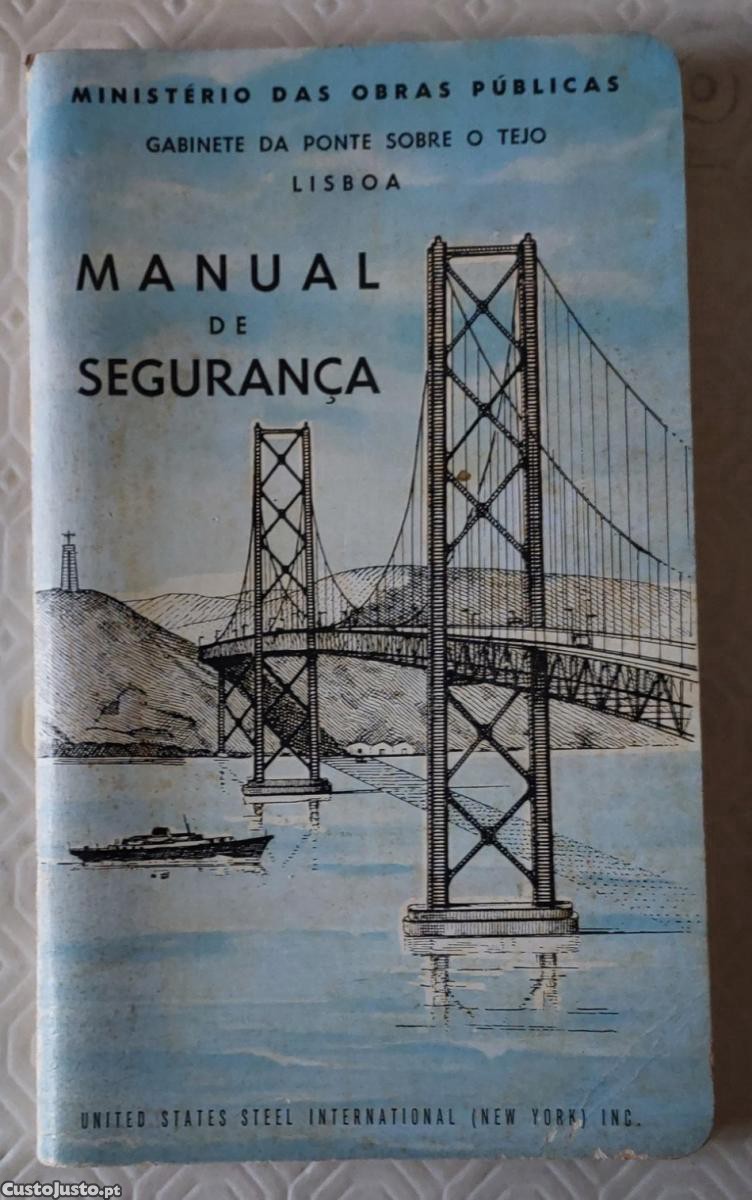 MINISTÉRIO DAS OBRAS PÚBLICAS
GABINETE DA PONTE SOBRE O TEJO
LISBOA
MANUAL
DE
SEGURANÇA
UNITED STATES STEEL INTERNATIONAL (NEW YORK) INC.
CustoJusto.pt